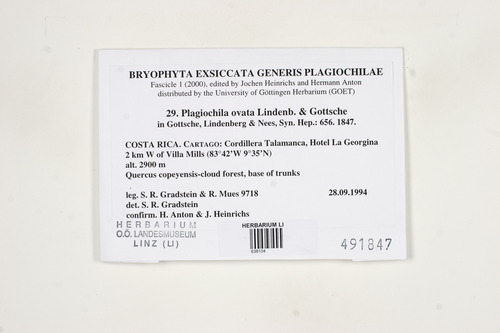 BRYOPHYTA EXSICCATA GENERIS PLAGIOCHILAE
Fascicle 1 (2000), edited by Jochen Heinrichs and Hermann Anton
distributed by the University of Göttingen Herbarium (GOET)
29. Plagiochila ovata Lindenb. & Gottsche
in Gottsche, Lindenberg & Nees, Syn. Hep.: 656. 1847.
COSTA RICA. CARTAGO: Cordillera Talamanca, Hotel La Georgina
2 km W of Villa Mills (83°42'W 9°35'N)
alt. 2900 m
Quercus copeyensis-cloud forest, base of trunks
leg. S. R. Gradstein & R. Mues 9718 28.09.1994
det. S. R. Gradstein
confirm. H. Anton & J. Heinrichs
HERBARIUM
O.Ö. LANDESMUSEUM
LINZ (LI)
HERBARIUM LI
638104
491847